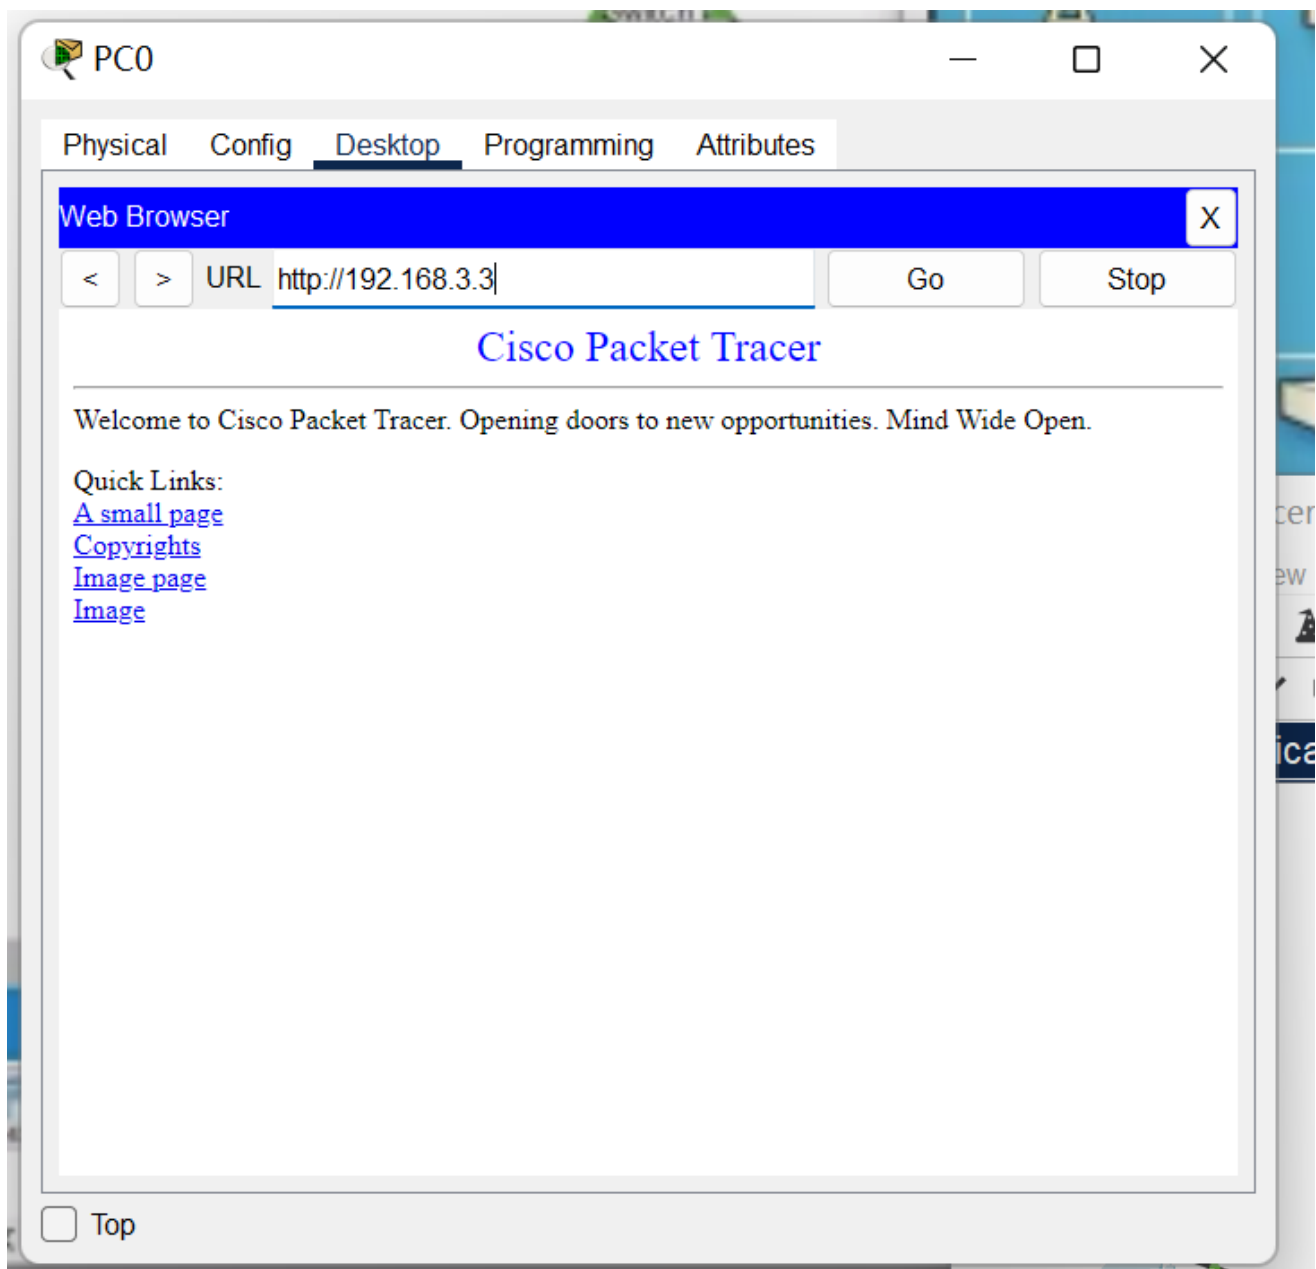 PC0
Physical Config Desktop Programming Attributes
Web Browser
X
< > URL http://192.168.3.3 Go Stop
Cisco Packet Tracer
Welcome to Cisco Packet Tracer. Opening doors to new opportunities. Mind Wide Open.
Quick Links:
A small page
Copyrights
Image page
Image
Top